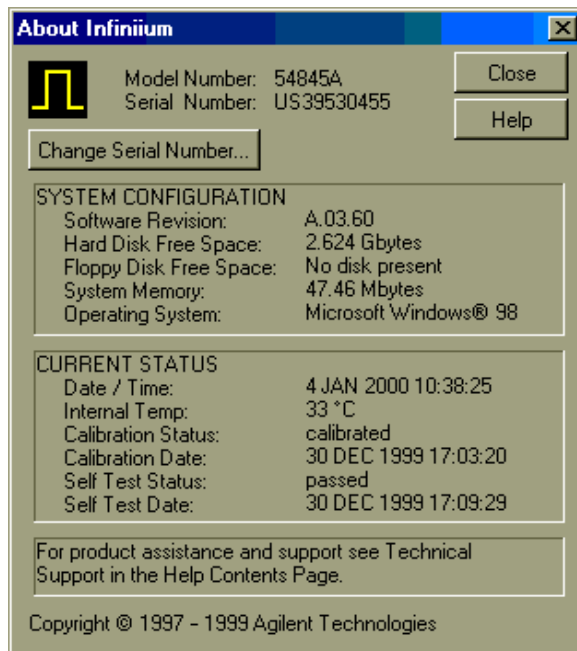 About Infiniium
Model Number: 54845A
Serial Number: US39530455
Close
Help
Change Serial Number...
SYSTEM CONFIGURATION
Software Revision: A.03.60
Hard Disk Free Space: 2.624 Gbytes
Floppy Disk Free Space: No disk present
System Memory: 47.46 Mbytes
Operating System: Microsoft Windows® 98
CURRENT STATUS
Date / Time: 4 JAN 2000 10:38:25
Internal Temp: 33 °C
Calibration Status: calibrated
Calibration Date: 30 DEC 1999 17:03:20
Self Test Status: passed
Self Test Date: 30 DEC 1999 17:09:29
For product assistance and support see Technical
Support in the Help Contents Page.
Copyright © 1997 - 1999 Agilent Technologies